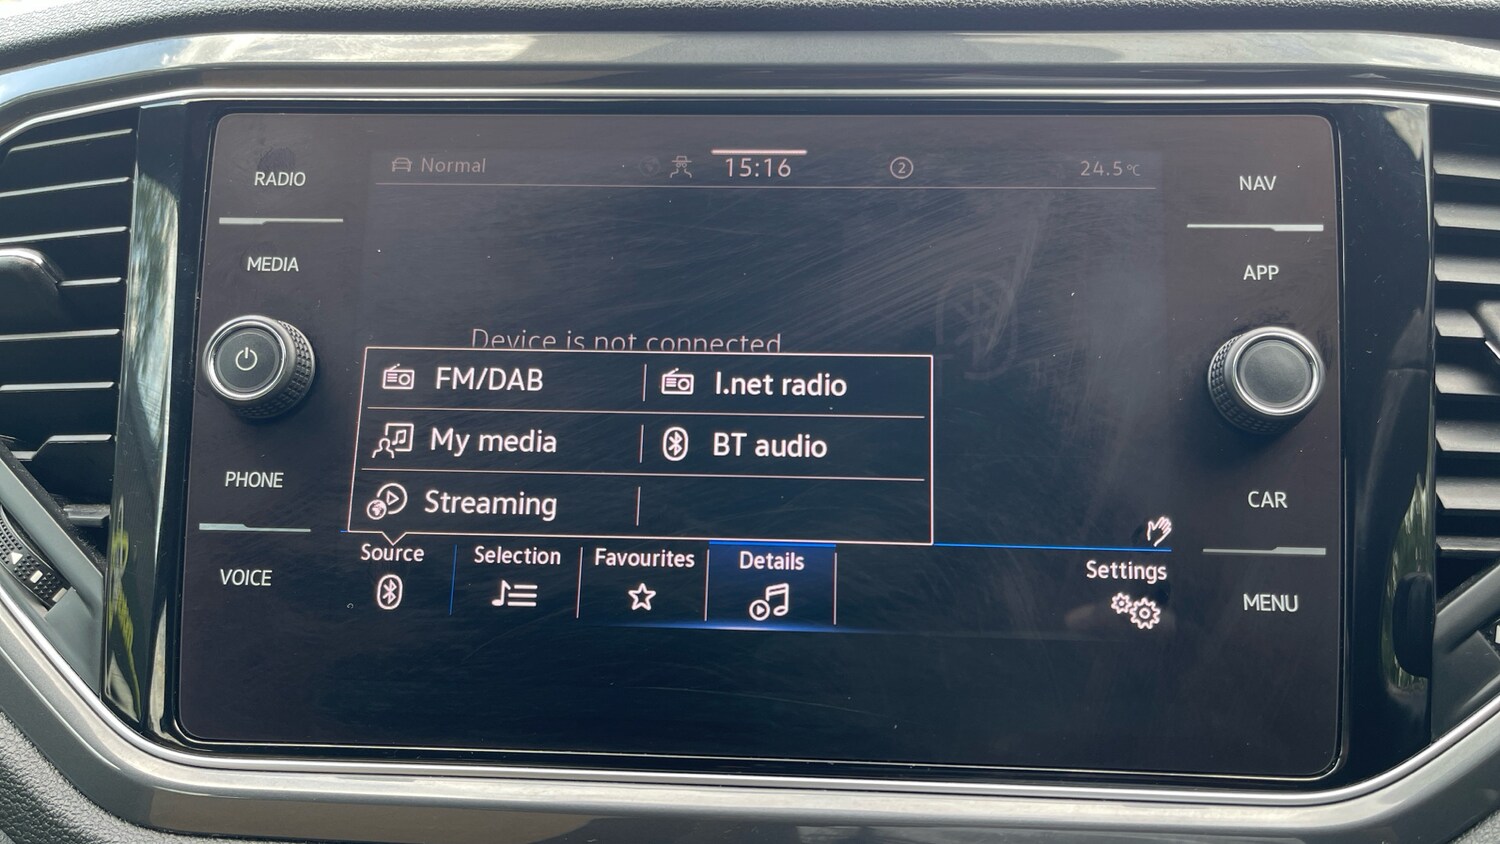 RADIO
MEDIA
PHONE
VOICE
Normal
15:16
2
24.5°C
Device is not connected
FM/DAB
I.net radio
My media
BT audio
Streaming
Source
Selection
Favourites
Details
Settings
NAV
APP
CAR
MENU